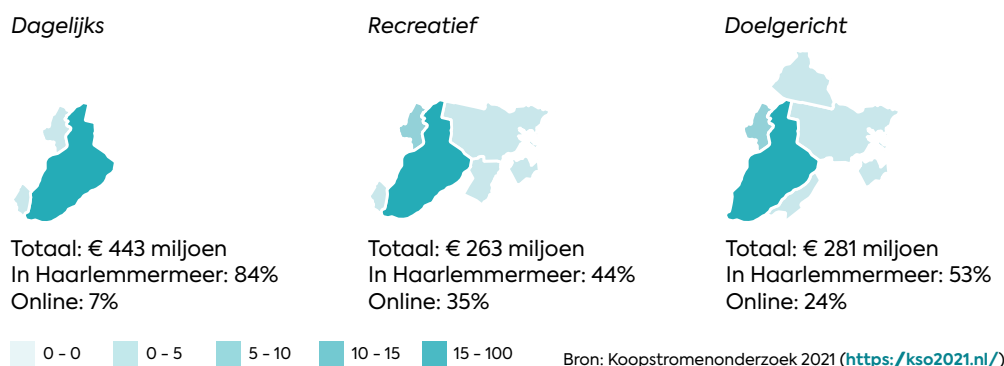 Dagelijks
Totaal: € 443 miljoen
In Haarlemmermeer: 84%
Online: 7%
Recreatief
Totaal: € 263 miljoen
In Haarlemmermeer: 44%
Online: 35%
Doelgericht
Totaal: € 281 miljoen
In Haarlemmermeer: 53%
Online: 24%
0 - 0
0 - 5
5 - 10
10 - 15
15 - 100
Bron: Koopstromenonderzoek 2021 (https:/kso2021.nl/)